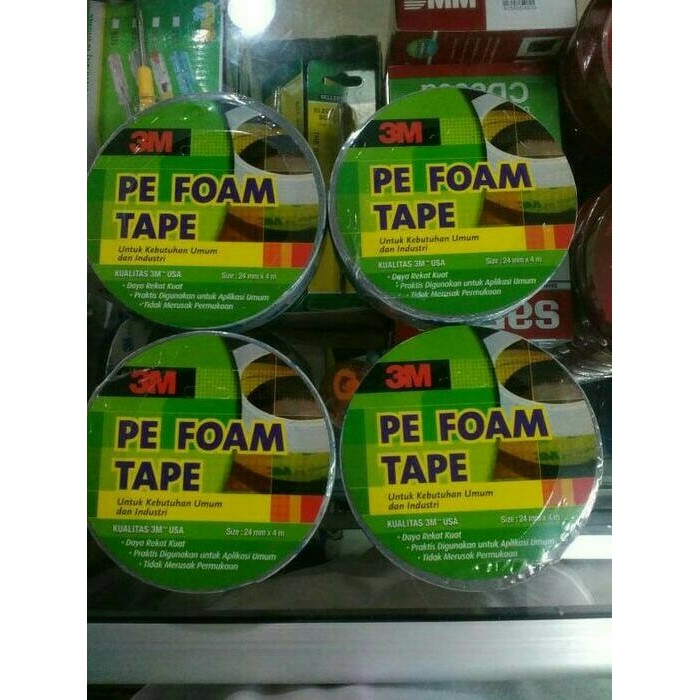 MM
3M
PE FOAM
TAPE
Untuk Kebutuhan Umum
dan Industri
KUALITAS 3M™ USA
Size : 24 mm x 4 m
• Daya Rekat Kuat
• Praktis Digunakan untuk Aplikasi Umum
• Tidak Merusak Permukaan
3M
PE FOAM
TAPE
Untuk Kebutuhan Umum
dan Industri
KUALITAS 3M™ USA
Size : 24 mm x 4 m
• Daya Rekat Kuat
• Praktis Digunakan untuk Aplikasi Umum
• Tidak Merusak Permukaan
3M
PE FOAM
TAPE
Untuk Kebutuhan Umum
dan Industri
KUALITAS 3M™ USA
Size : 24 mm x 4 m
• Daya Rekat Kuat
• Praktis Digunakan untuk Aplikasi Umum
• Tidak Merusak Permukaan
3M
PE FOAM
TAPE
Untuk Kebutuhan Umum
dan Industri
KUALITAS 3M™ USA
Size : 24 mm x 4 m
• Daya Rekat Kuat
• Praktis Digunakan untuk Aplikasi Umum
• Tidak Merusak Permukaan